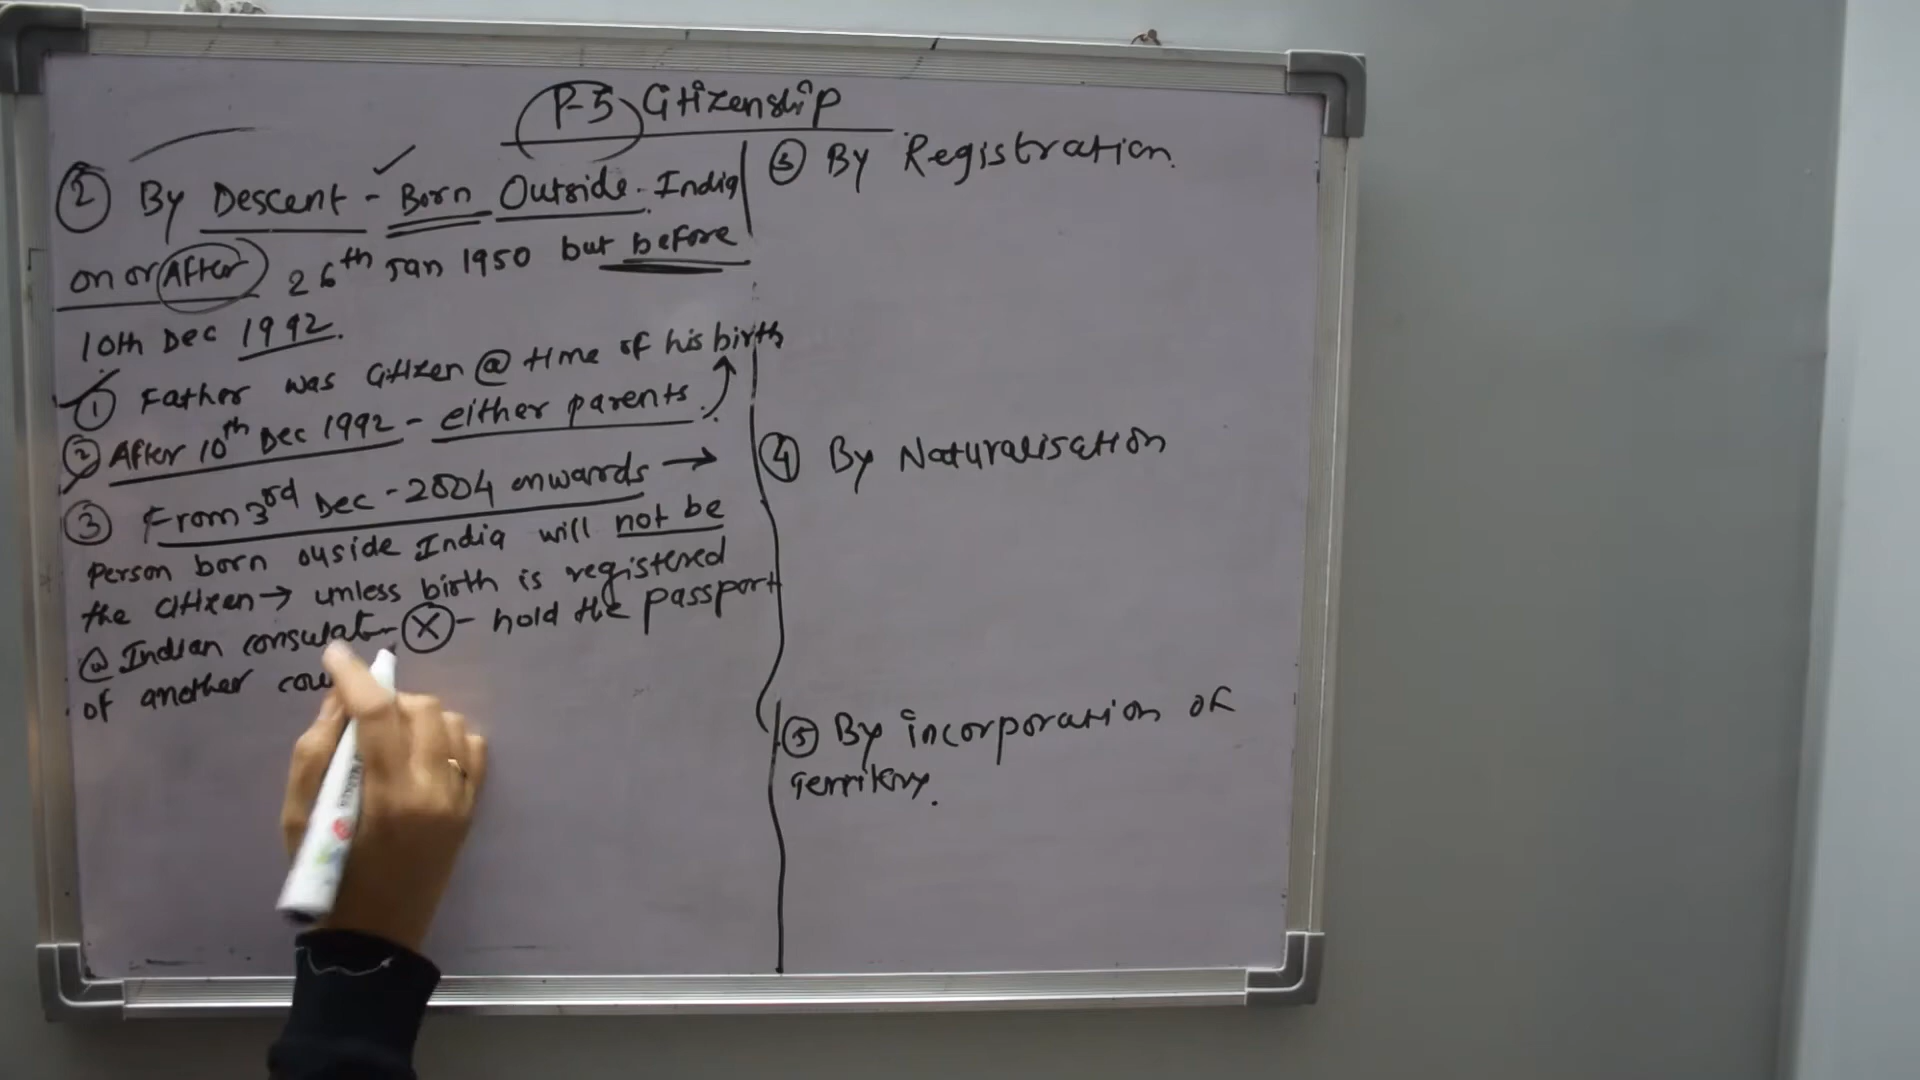 P-5 Citizenship
② By Descent - Born Outside India
on or After 26th Jan 1950 but before
10th Dec 1992.
① Father was citizen @ time of his birth
② After 10th Dec 1992 - either parents
③ From 3rd Dec - 2004 onwards →
Person born ouside India will not be
the citizen → unless birth is registered
@ Indian consulat - Ⓧ - hold the passport
of another cou
③ By Registration
④ By Naturalisation
⑤ By incorporation of
Territory.